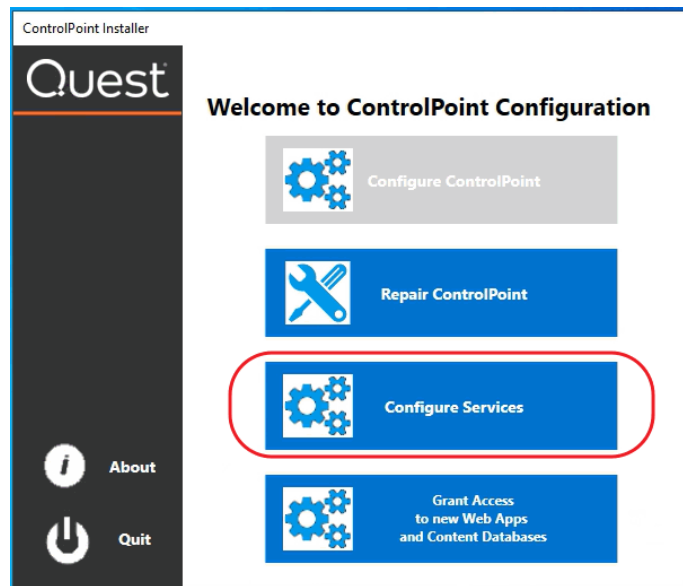 ControlPoint Installer
Quest
Welcome to ControlPoint Configuration
Configure ControlPoint
Repair ControlPoint
Configure Services
Grant Access
to new Web Apps
and Content Databases
About
Quit